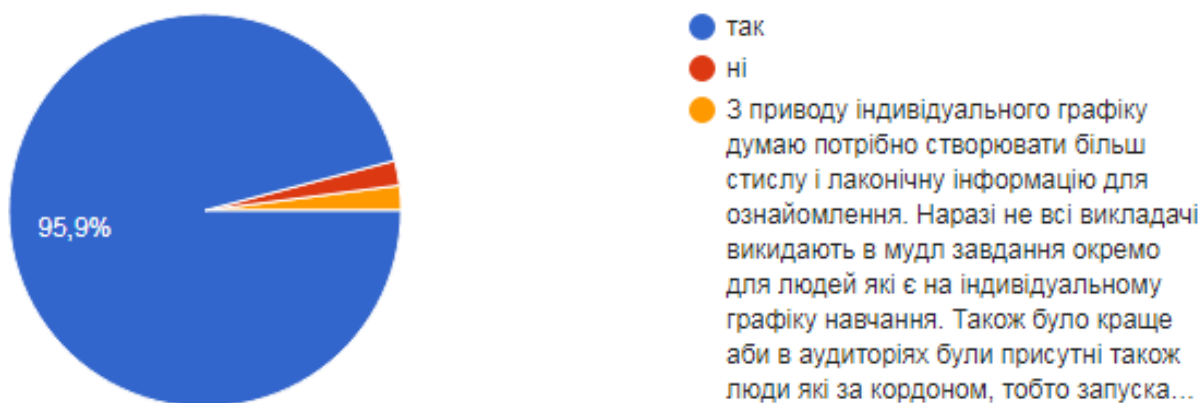 95,9%
так
ні
З приводу індивідуального графіку
думаю потрібно створювати більш
стислу і лаконічну інформацію для
ознайомлення. Наразі не всі викладачі
викидають в мудл завдання окремо
для людей які є на індивідуальному
графіку навчання. Також було краще
аби в аудиторіях були присутні також
люди які за кордоном, тобто запуска...